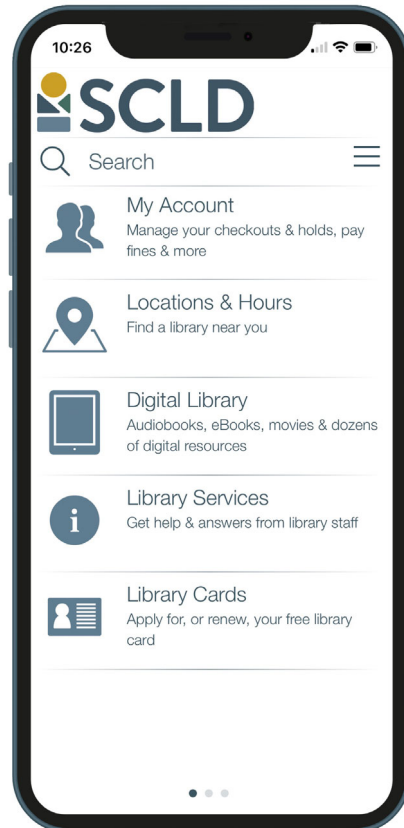 10:26
SCLD
Search
My Account
Manage your checkouts & holds, pay
fines & more
Locations & Hours
Find a library near you
Digital Library
Audiobooks, eBooks, movies & dozens
of digital resources
Library Services
Get help & answers from library staff
Library Cards
Apply for, or renew, your free library
card